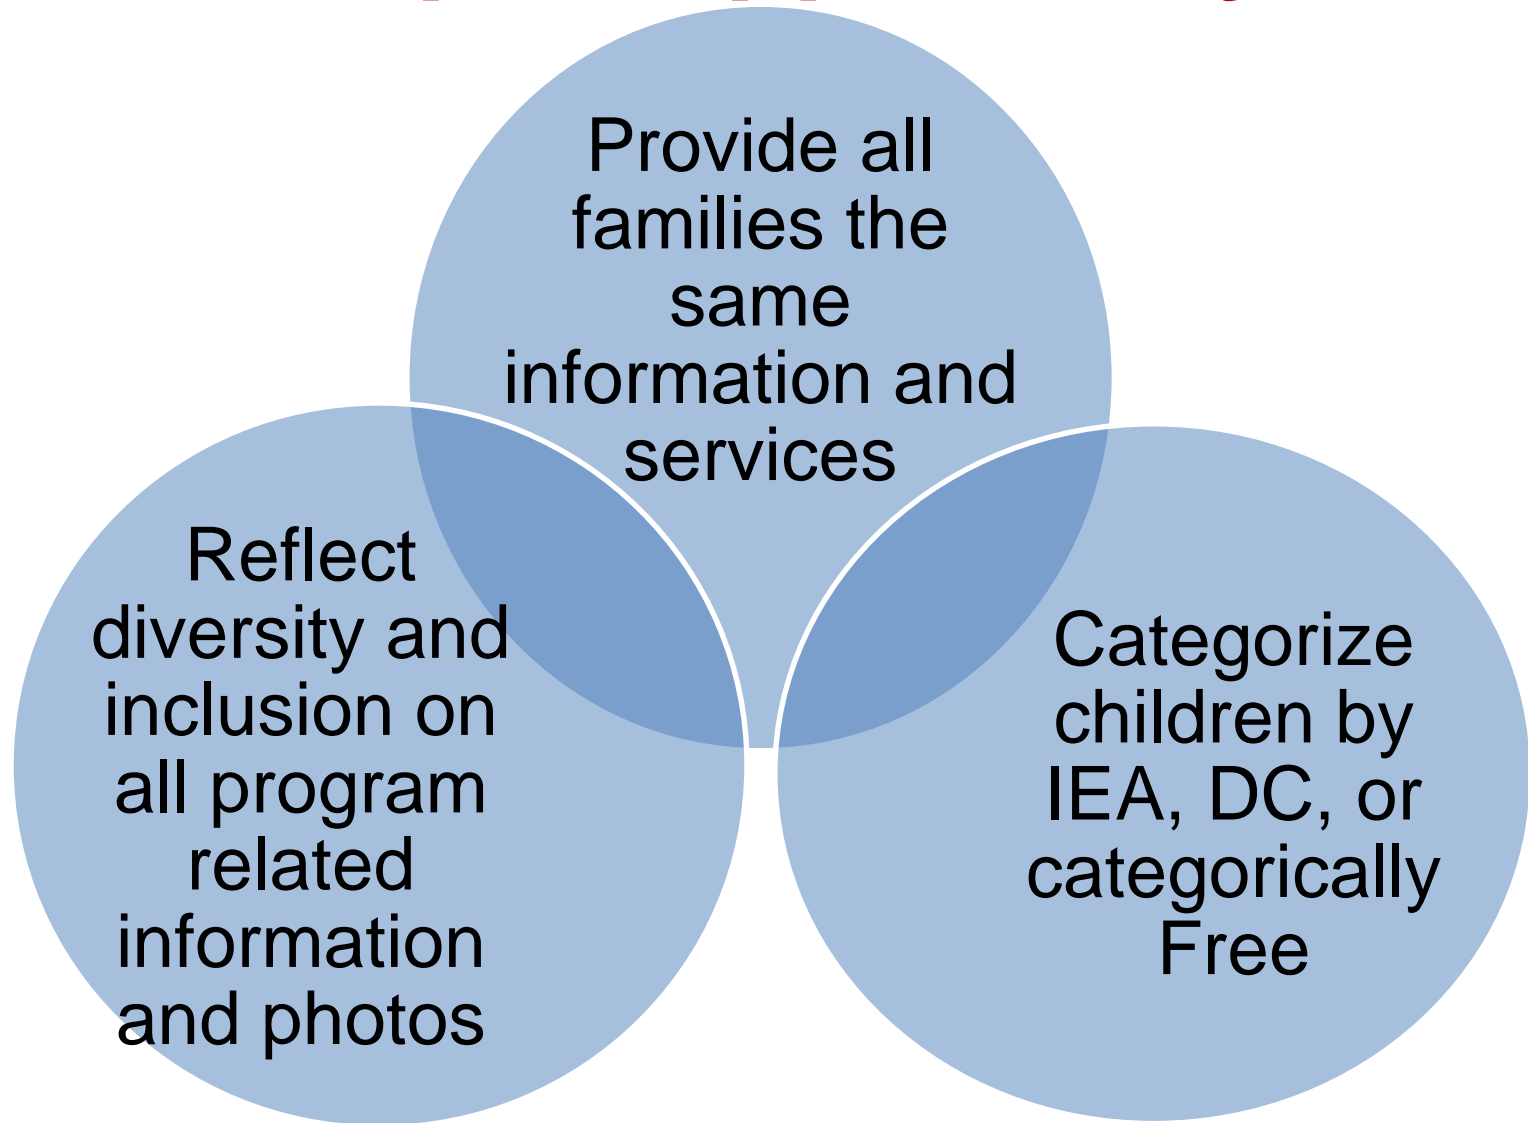 Provide all
families the
same
information and
services
Reflect
diversity and
inclusion on
all program
related
information
and photos
Categorize
children by
IEA, DC, or
categorically
Free